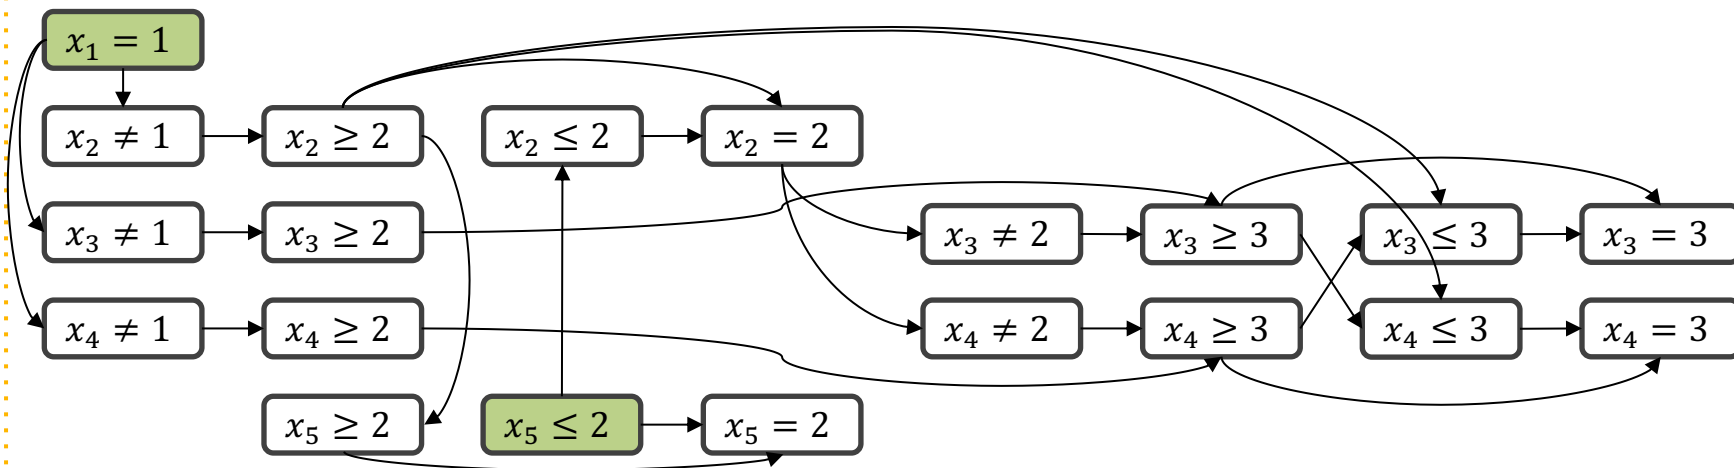 x₁ = 1
x₂ ≠ 1 x₂ ≥ 2 x₂ ≤ 2 x₂ = 2
x₃ ≠ 1 x₃ ≥ 2 x₃ ≠ 2 x₃ ≥ 3 x₃ ≤ 3 x₃ = 3
x₄ ≠ 1 x₄ ≥ 2 x₄ ≠ 2 x₄ ≥ 3 x₄ ≤ 3 x₄ = 3
x₅ ≥ 2 x₅ ≤ 2 x₅ = 2